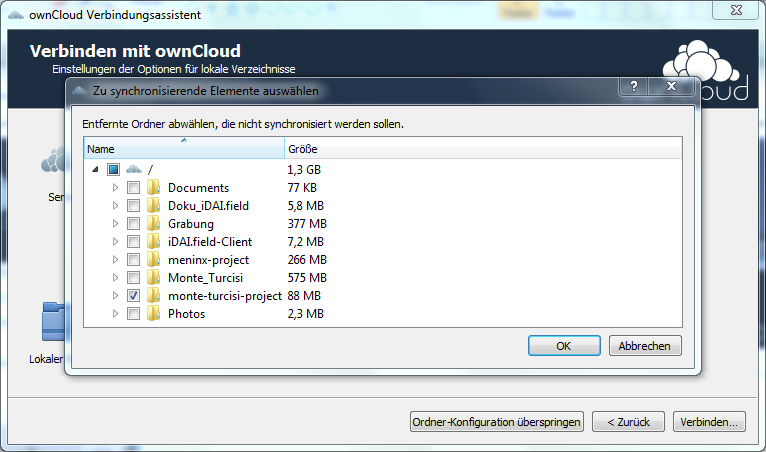 ownCloud Verbindungsassistent
Verbinden mit ownCloud
Einstellungen der Optionen für lokale Verzeichnisse
Zu synchronisierende Elemente auswählen
Entfernte Ordner abwählen, die nicht synchronisiert werden sollen.
Name Größe
/ 1,3 GB
Documents 77 KB
Doku_iDAI.field 5,8 MB
Grabung 377 MB
iDAI.field-Client 7,2 MB
meninx-project 266 MB
Monte_Turcisi 575 MB
monte-turcisi-project 88 MB
Photos 2,3 MB
OK Abbrechen
Lokaler
Ordner-Konfiguration überspringen < Zurück Verbinden...